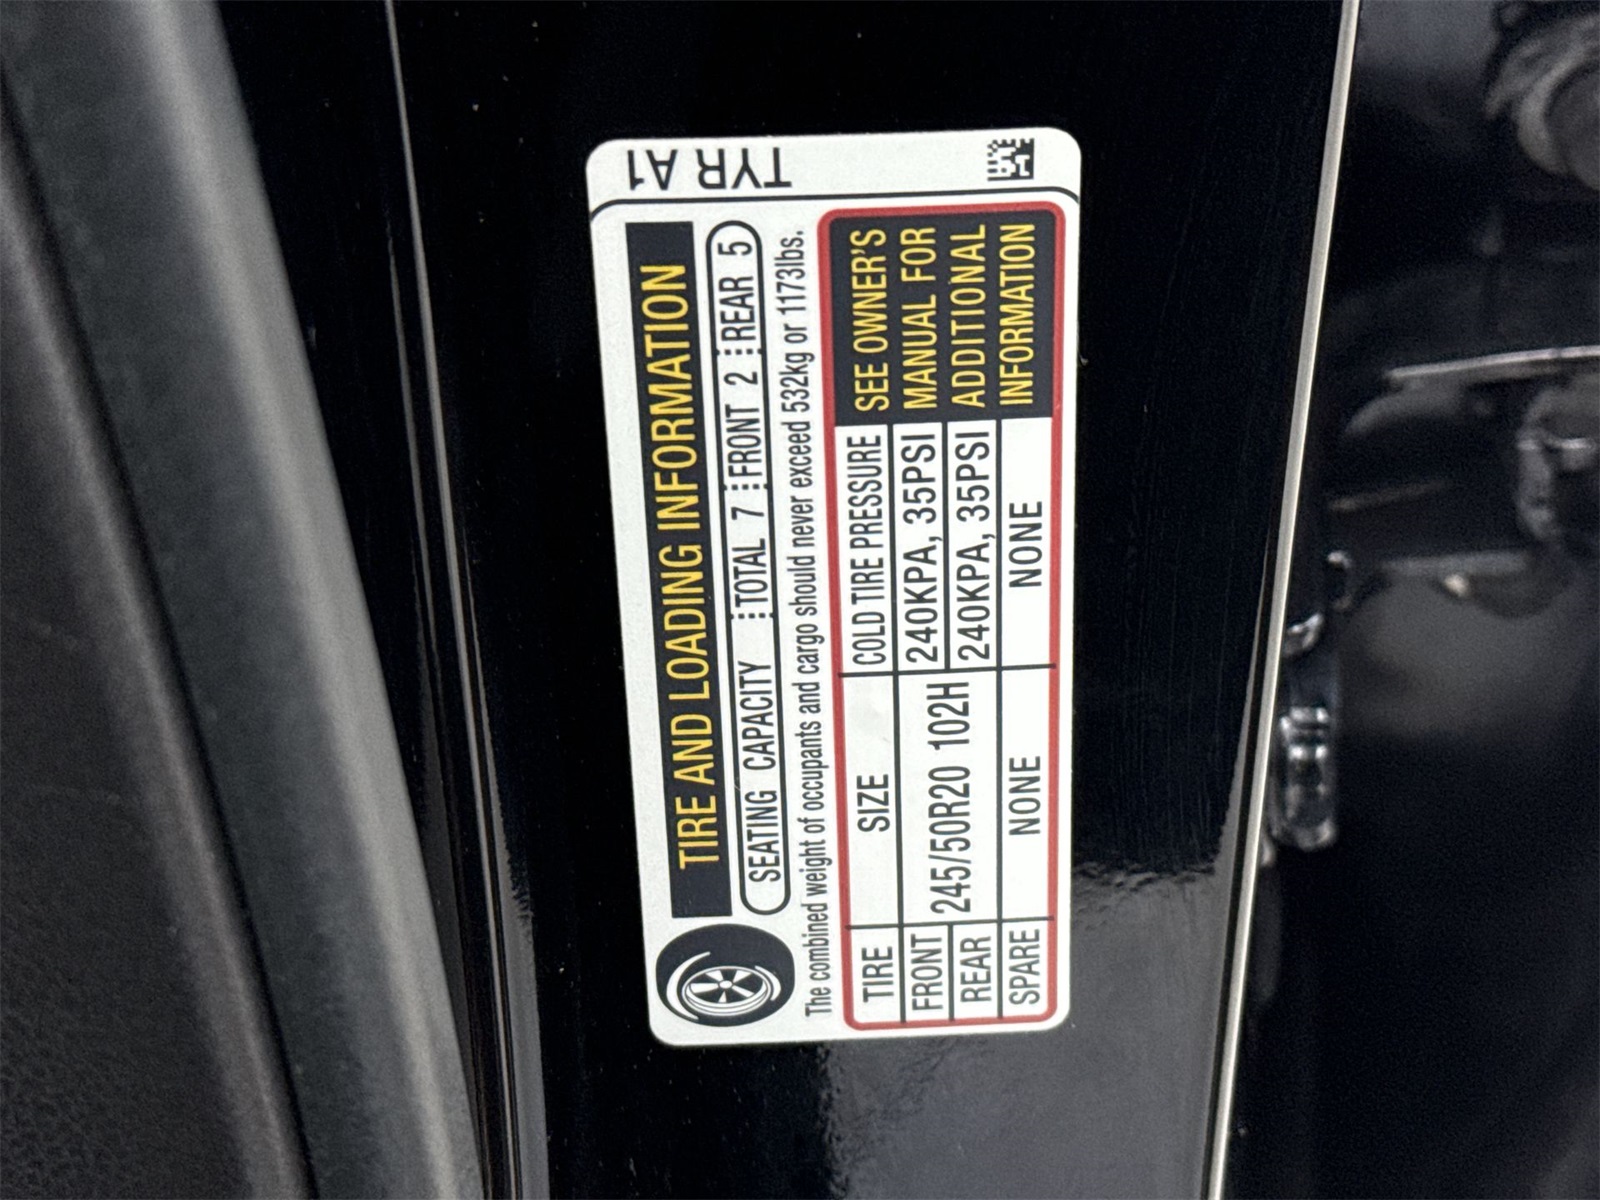 TYR A1
TIRE AND LOADING INFORMATION
SEATING CAPACITY TOTAL 7 FRONT 2 REAR 5
The combined weight of occupants and cargo should never exceed 532kg or 1173lbs.
TIRE SIZE COLD TIRE PRESSURE
FRONT 245/50R20 102H 240KPA, 35PSI
REAR 240KPA, 35PSI
SPARE NONE NONE
SEE OWNER'S
MANUAL FOR
ADDITIONAL
INFORMATION